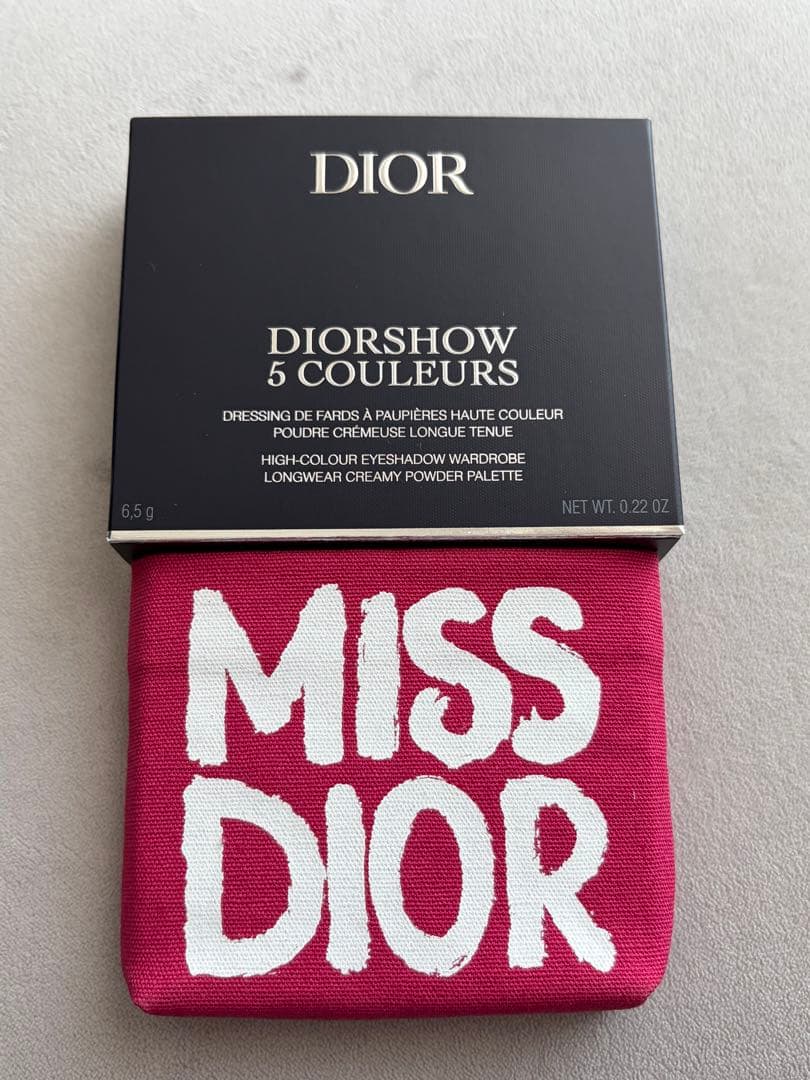 DIOR
DIORSHOW
5 COULEURS
DRESSING DE FARDS À PAUPIÈRES HAUTE COULEUR
POUDRE CRÉMEUSE LONGUE TENUE
HIGH-COLOUR EYESHADOW WARDROBE
LONGWEAR CREAMY POWDER PALETTE
6,5 g NET WT. 0.22 OZ
MISS
DIOR